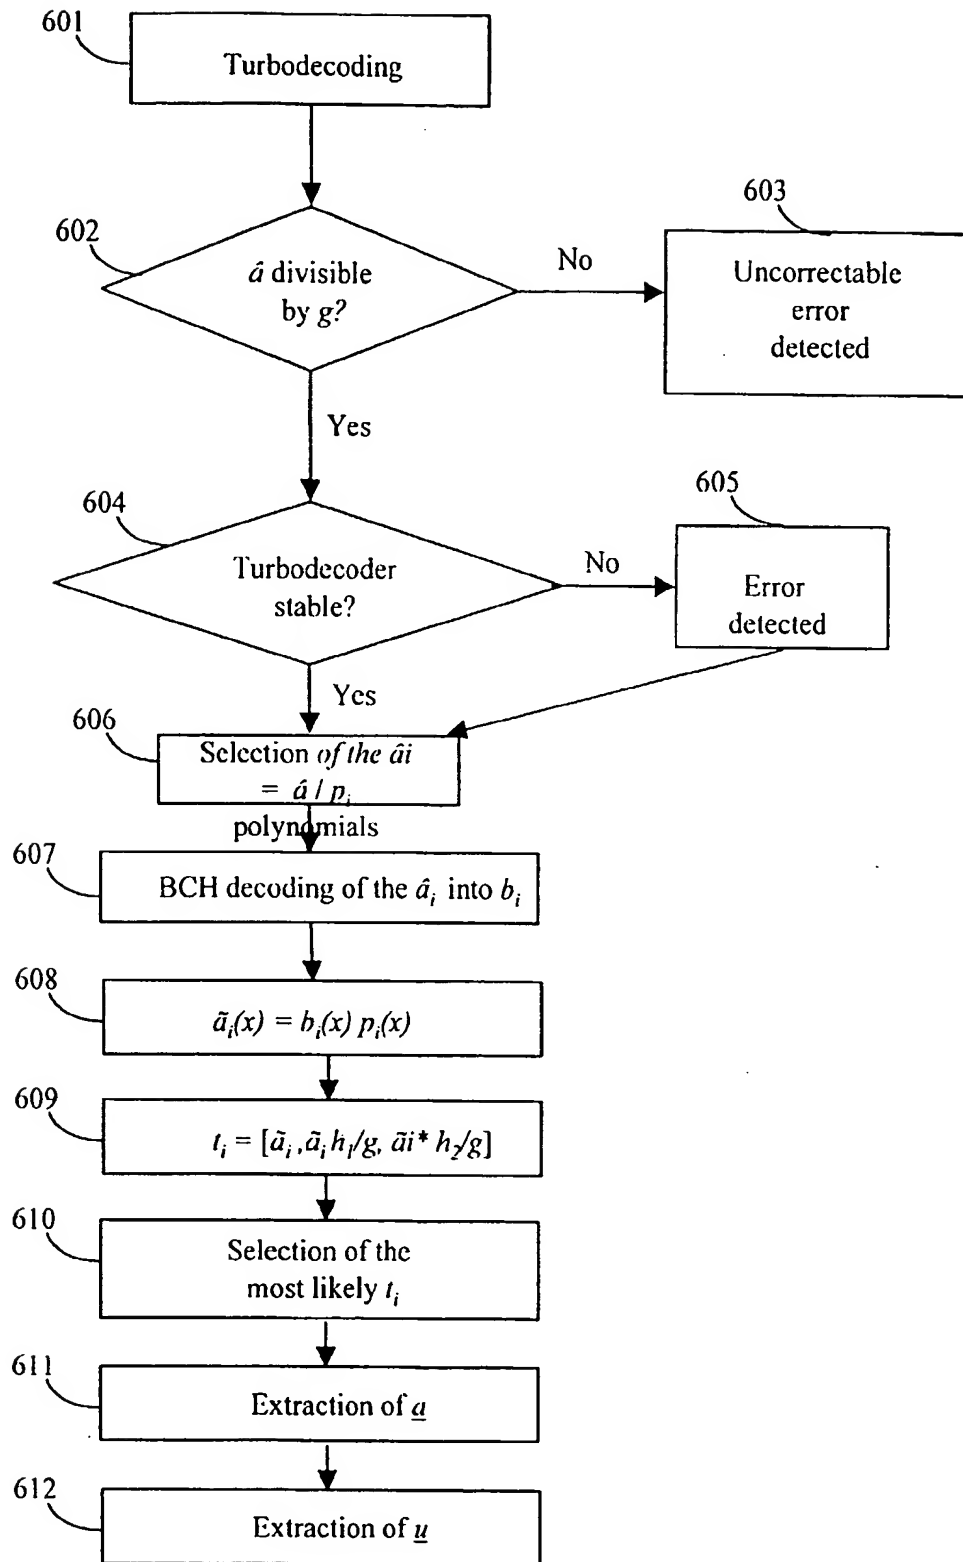 601
Turbodecoding
602
â divisible
by g?
No
603
Uncorrectable
error
detected
Yes
604
Turbodecoder
stable?
No
605
Error
detected
Yes
606
Selection of the âi
= â / pᵢ
polynomials
607
BCH decoding of the âᵢ into bᵢ
608
ãᵢ(x) = bᵢ(x) pᵢ(x)
609
tᵢ = [ãᵢ, ãᵢ h₁/g, ãi* h₂/g]
610
Selection of the
most likely tᵢ
611
Extraction of a
612
Extraction of u